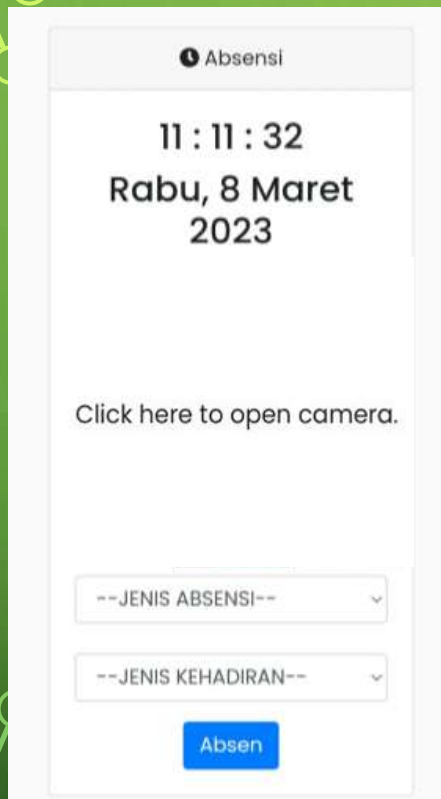 Absensi
11 : 11 : 32
Rabu, 8 Maret
2023
Click here to open camera.
--JENIS ABSENSI--
--JENIS KEHADIRAN--
Absen